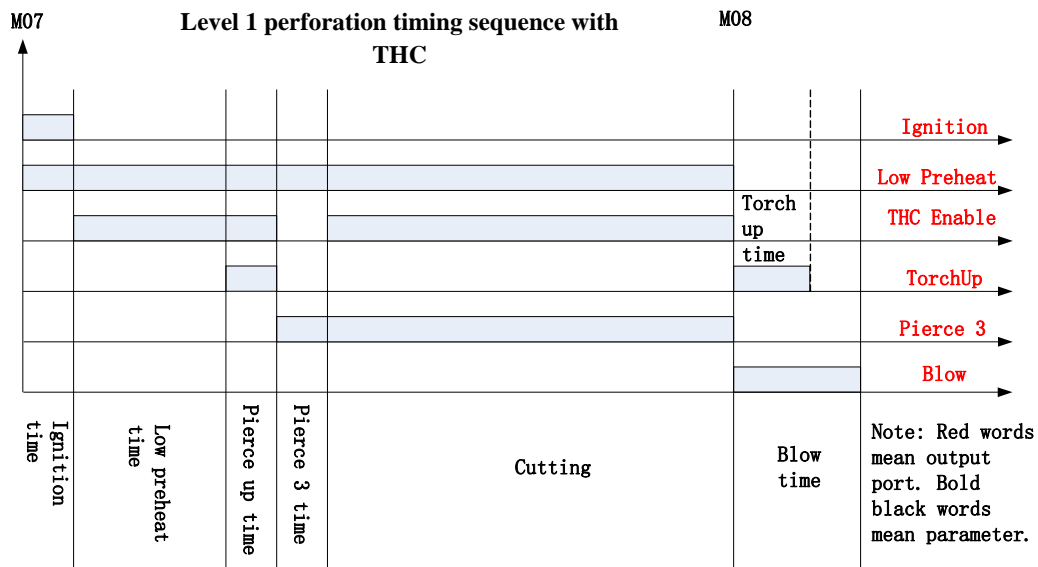 M07
Level 1 perforation timing sequence with
THC
M08
Ignition
Low Preheat
THC Enable
Torch
up
time
TorchUp
Pierce 3
Blow
Ignition
time
Low preheat
time
Pierce up time
Pierce 3 time
Cutting
Blow
time
Note: Red words
mean output
port. Bold
black words
mean parameter.